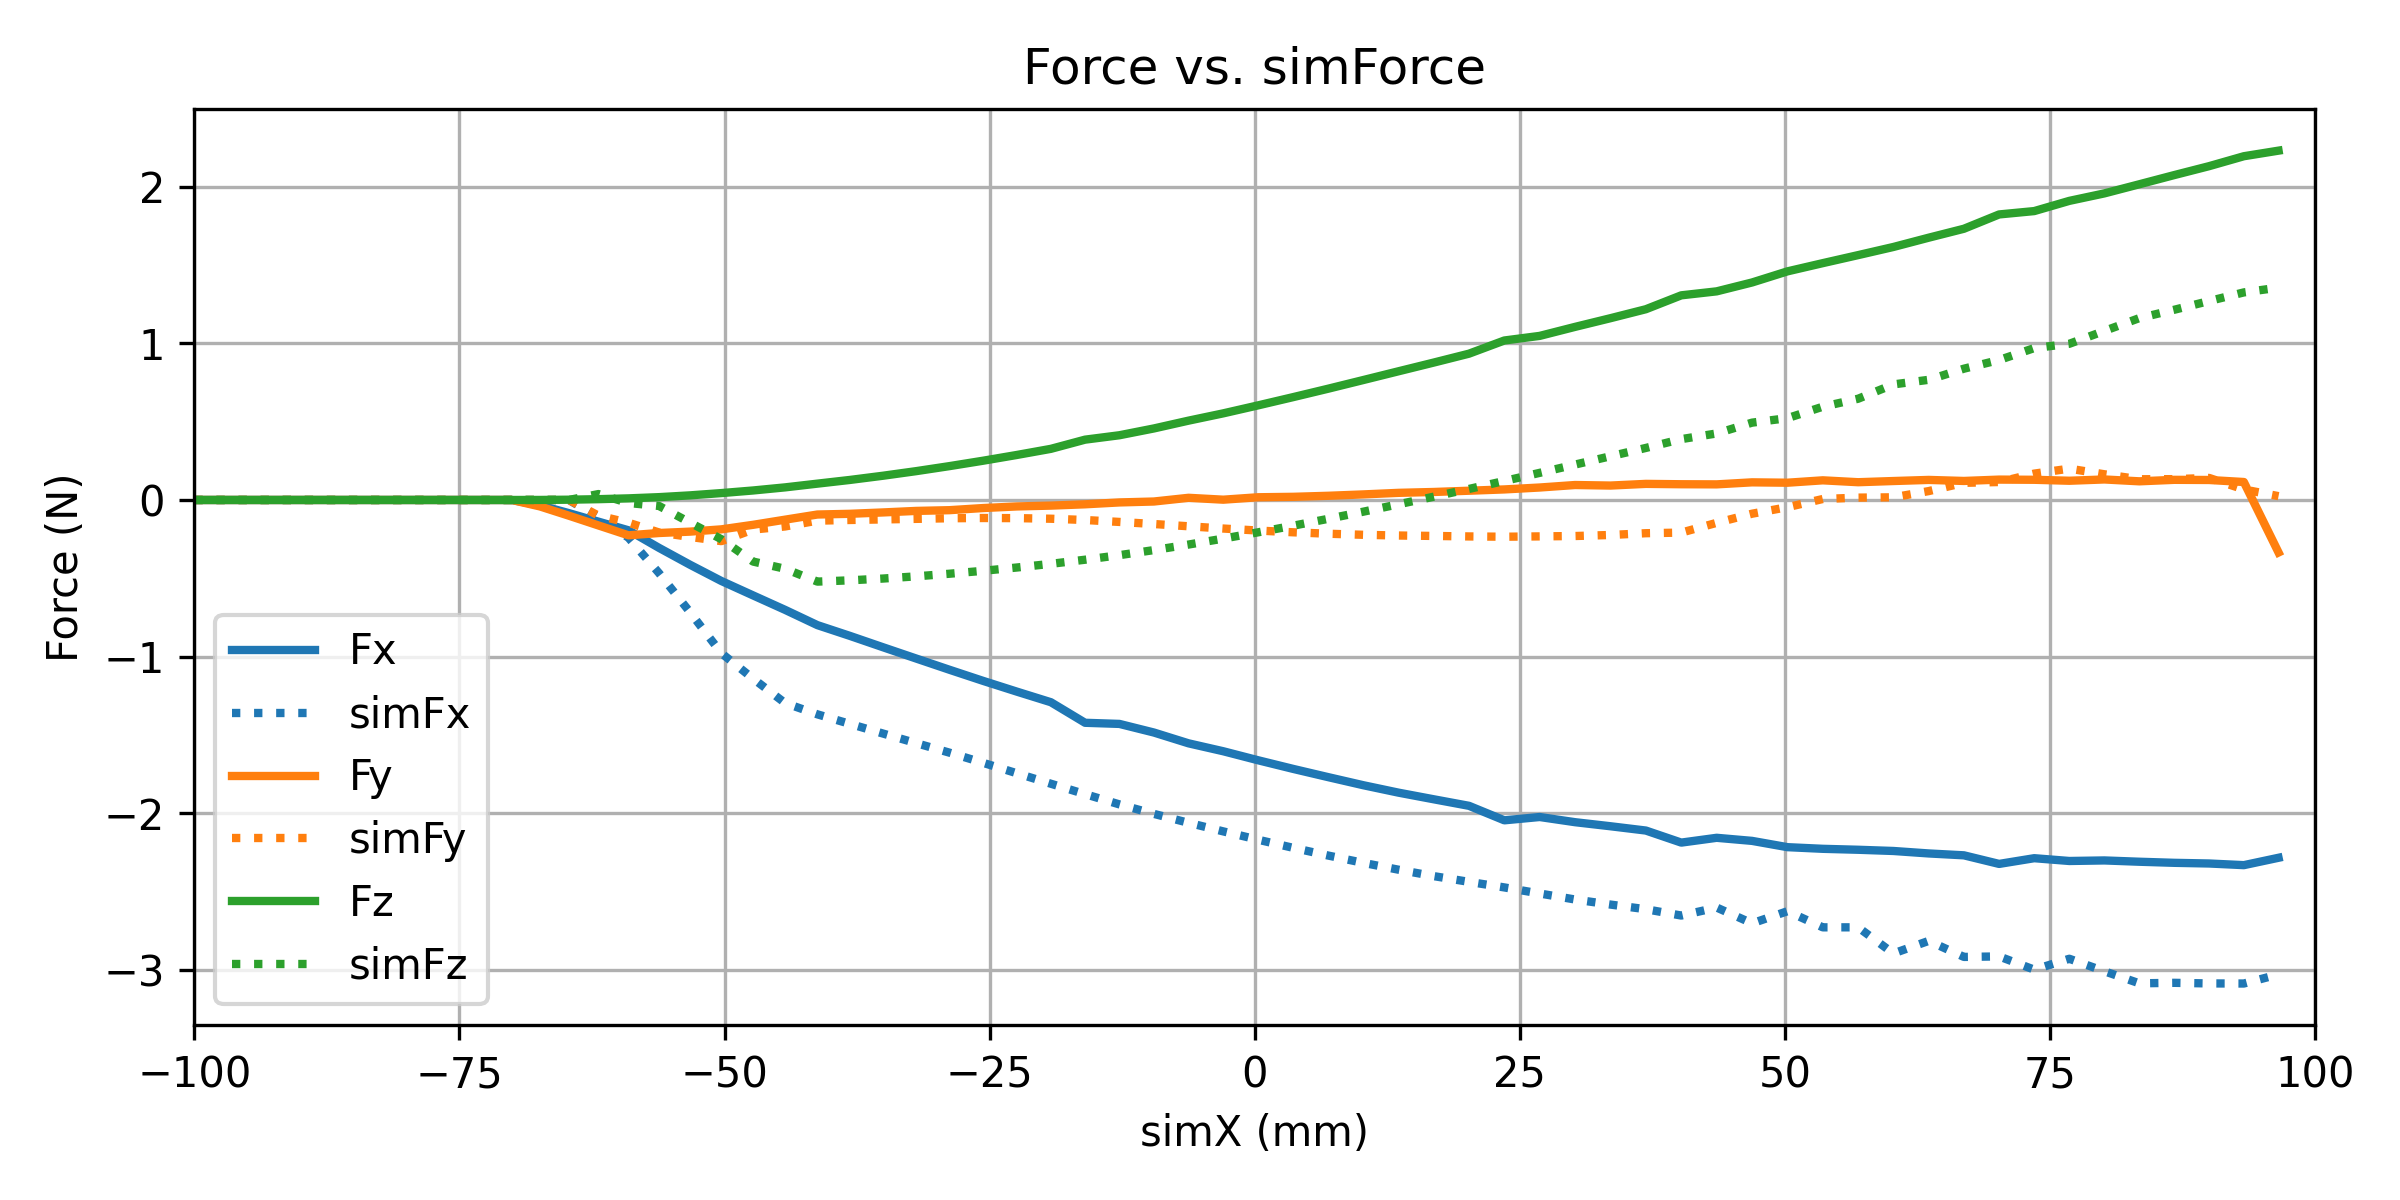 Force vs. simForce
Force (N)
2
1
0
−1
−2
−3
Fx
simFx
Fy
simFy
Fz
simFz
−100 −75 −50 −25 0 25 50 75 100
simX (mm)